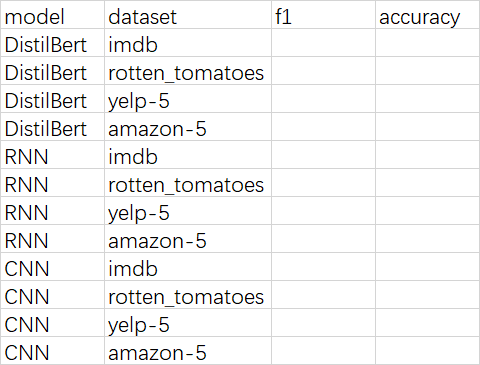 model dataset f1 accuracy
DistilBert imdb
DistilBert rotten_tomatoes
DistilBert yelp-5
DistilBert amazon-5
RNN imdb
RNN rotten_tomatoes
RNN yelp-5
RNN amazon-5
CNN imdb
CNN rotten_tomatoes
CNN yelp-5
CNN amazon-5